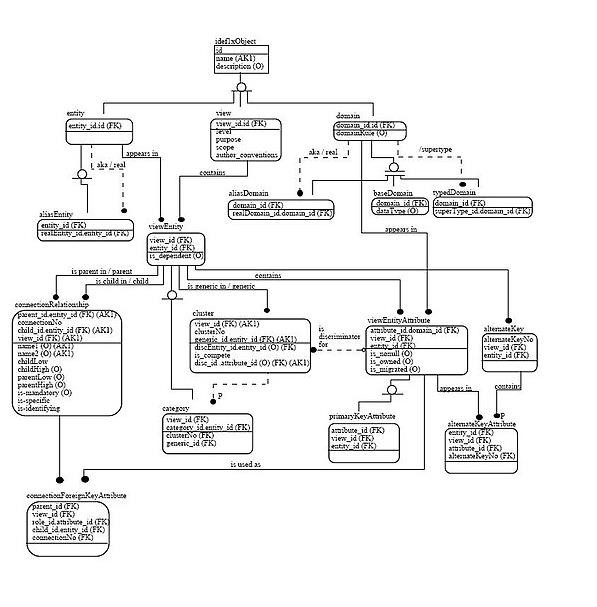 idef1xObject
id
name (AK1)
description (O)
entity
entity_id.id (FK)
view
view_id.id (FK)
level
purpose
scope
author_conventions
domain
domain_id.id (FK)
domainRule (O)
appears in
aka / real
contains
aka / real
/supertype
aliasEntity
entity_id (FK)
realEntity_id.entity_id (FK)
viewEntity
view_id (FK)
entity_id (FK)
is_dependent (O)
aliasDomain
domain_id (FK)
realDomain_id.domain_id (FK)
baseDomain
domain_id (FK)
dataType (O)
typedDomain
domain_id (FK)
superType_id.domain_id (FK)
appears in
is parent in / parent
is child in / child
is generic in / generic
contains
connectionRelationship
parent_id.entity_id (FK) (AK1)
connectionNo
child_id.entity_id (FK) (AK1)
view_id (FK) (AK1)
name1 (O) (AK1)
name2 (O) (AK1)
childLow
childHigh (O)
parentLow (O)
parentHigh (O)
is-mandatory (O)
is-specific
is-identifying
cluster
view_id (FK) (AK1)
clusterNo
generic_id.entity_id (FK) (AK1)
discEntity_id.entity_id (FK) (O)
is_compete
disc_id .attribute_id (O) (FK) (AK1)
is
discriminator
for
viewEntityAttribute
attribute_id.domain_id (FK)
view_id (FK)
entity_id (FK)
is_nonull (O)
is_owned (O)
is_migrated (O)
alternateKey
alternateKeyNo
view_id (FK)
entity_id (FK)
appears in
contains
P
category
view_id (FK)
category_id.entity_id (FK)
clusterNo (FK)
generic_id (FK)
primaryKeyAttribute
attribute_id (FK)
view_id (FK)
entity_id (FK)
P
alternateKeyAttribute
entity_id (FK)
view_id (FK)
attribute_id (FK)
alternateKeyNo (FK)
is used as
connectionForeignKeyAttribute
parent_id (FK)
view_id (FK)
role_id.attribute_id (FK)
child_id.entity_id (FK)
connectionNo (FK)